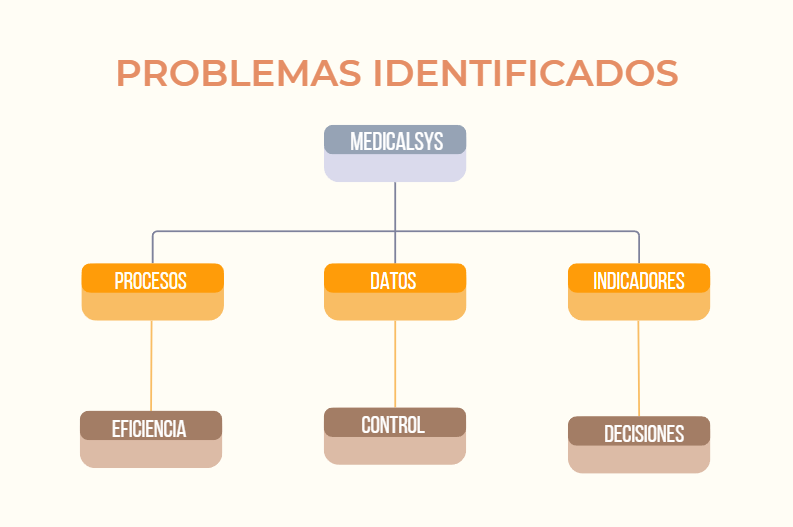 PROBLEMAS IDENTIFICADOS
MEDICALSYS
PROCESOS
DATOS
INDICADORES
EFICIENCIA
CONTROL
DECISIONES